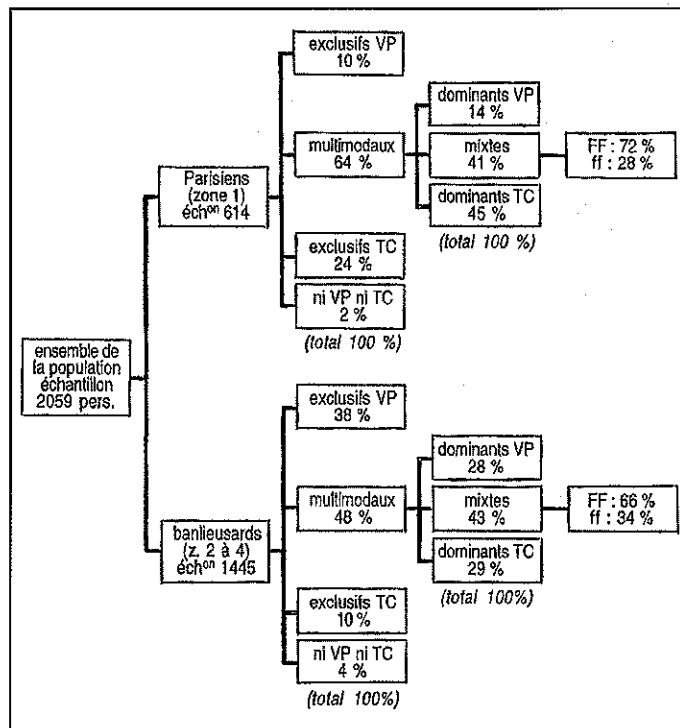 ensemble de
la population
échantillon
2059 pers.
Parisiens
(zone 1)
éch^on 614
exclusifs VP
10 %
multimodaux
64 %
dominants VP
14 %
mixtes
41 %
FF : 72 %
ff : 28 %
dominants TC
45 %
(total 100 %)
exclusifs TC
24 %
ni VP ni TC
2 %
(total 100 %)
banlieusards
(z. 2 à 4)
éch^on 1445
exclusifs VP
38 %
multimodaux
48 %
dominants VP
28 %
mixtes
43 %
FF : 66 %
ff : 34 %
dominants TC
29 %
(total 100%)
exclusifs TC
10 %
ni VP ni TC
4 %
(total 100%)